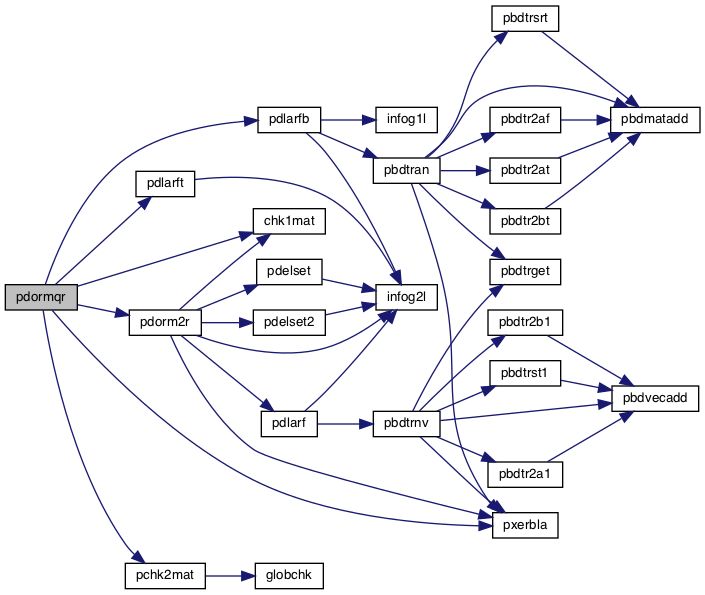 pbdtrsrt
pdlarfb
infog1l
pbdtr2af
pbdmatadd
pbdtran
pbdtr2at
pdlarft
chk1mat
pbdtr2bt
pdelset
pbdtrget
pdormqr
infog2l
pdorm2r
pdelset2
pbdtr2b1
pbdtrst1
pbdvecadd
pdlarf
pbdtrnv
pbdtr2a1
pxerbla
pchk2mat
globchk